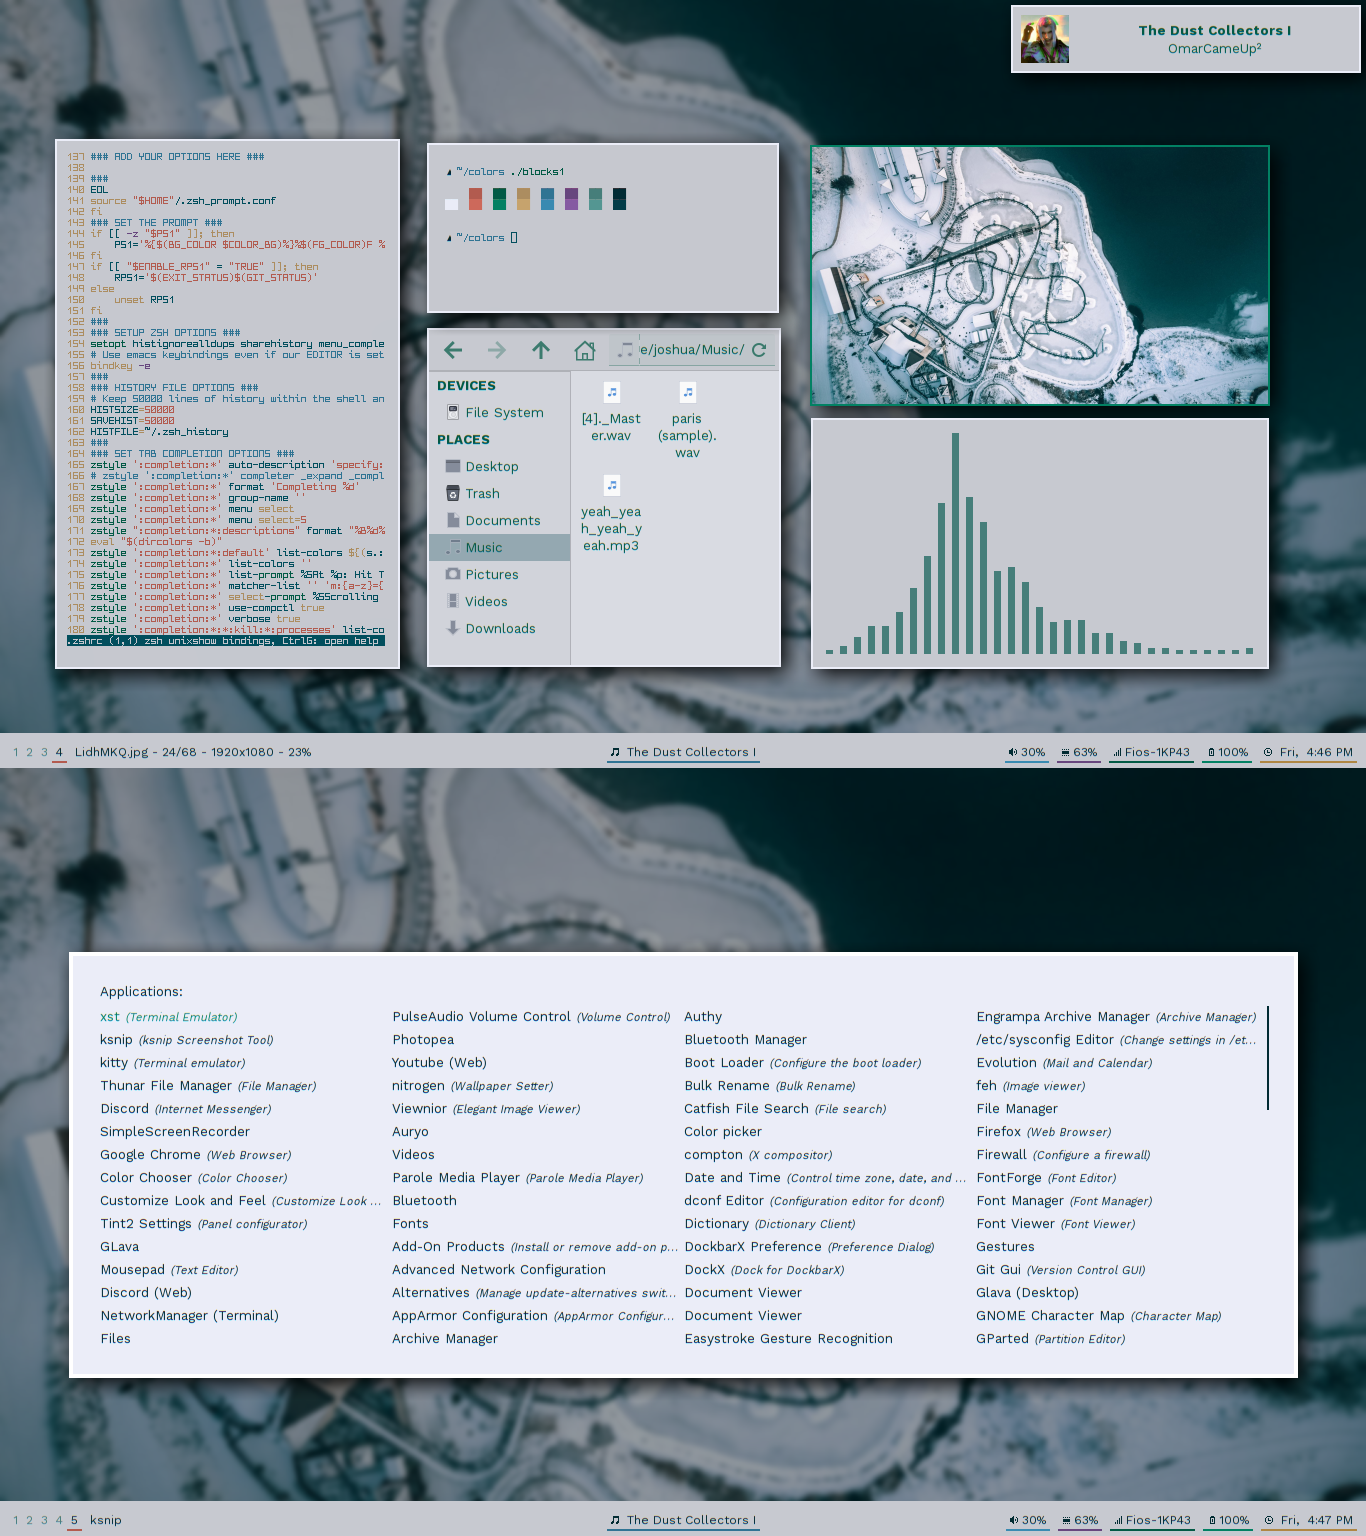 The Dust Collectors I
OmarCameUp²
137 ### ADD YOUR OPTIONS HERE ###
138
139 ###
140 EOL
141 source "$HOME"/.zsh_prompt.conf
142 fi
143 ### SET THE PROMPT ###
144 if [[ -z "$PS1" ]]; then
145 PS1='%{$(BG_COLOR $COLOR_BG)%}%$(FG_COLOR)F %
146 fi
147 if [[ "$ENABLE_RPS1" = "TRUE" ]]; then
148 RPS1='$(EXIT_STATUS)$(GIT_STATUS)'
149 else
150 unset RPS1
151 fi
152 ###
153 ### SETUP ZSH OPTIONS ###
154 setopt histignorealldups sharehistory menu_comple
155 # Use emacs keybindings even if our EDITOR is set
156 bindkey -e
157 ###
158 ### HISTORY FILE OPTIONS ###
159 # Keep 50000 lines of history within the shell an
160 HISTSIZE=50000
161 SAVEHIST=50000
162 HISTFILE=~/.zsh_history
163 ###
164 ### SET TAB COMPLETION OPTIONS ###
165 zstyle ':completion:*' auto-description 'specify:
166 # zstyle ':completion:*' completer _expand _compl
167 zstyle ':completion:*' format 'Completing %d'
168 zstyle ':completion:*' group-name ''
169 zstyle ':completion:*' menu select
170 zstyle ':completion:*' menu select=5
171 zstyle ":completion:*:descriptions" format "%B%d%
172 eval "$(dircolors -b)"
173 zstyle ':completion:*:default' list-colors ${(s.:
174 zstyle ':completion:*' list-colors ''
175 zstyle ':completion:*' list-prompt %SAt %p: Hit T
176 zstyle ':completion:*' matcher-list '' 'm:{a-z}={
177 zstyle ':completion:*' select-prompt %SScrolling
178 zstyle ':completion:*' use-compctl true
179 zstyle ':completion:*' verbose true
180 zstyle ':completion:*:*:kill:*:processes' list-co
.zshrc (1,1) zsh unixshow bindings, CtrlG: open help
~/colors ./blocks1
~/colors
e/joshua/Music/
DEVICES
File System
PLACES
Desktop
Trash
Documents
Music
Pictures
Videos
Downloads
[4]._Mast
er.wav
paris
(sample).
wav
yeah_yea
h_yeah_y
eah.mp3
1 2 3 4 LidhMKQ.jpg - 24/68 - 1920x1080 - 23%
The Dust Collectors I
30% 63% Fios-1KP43 100% Fri, 4:46 PM
Applications:
xst (Terminal Emulator)
ksnip (ksnip Screenshot Tool)
kitty (Terminal emulator)
Thunar File Manager (File Manager)
Discord (Internet Messenger)
SimpleScreenRecorder
Google Chrome (Web Browser)
Color Chooser (Color Chooser)
Customize Look and Feel (Customize Look ...
Tint2 Settings (Panel configurator)
GLava
Mousepad (Text Editor)
Discord (Web)
NetworkManager (Terminal)
Files
PulseAudio Volume Control (Volume Control)
Photopea
Youtube (Web)
nitrogen (Wallpaper Setter)
Viewnior (Elegant Image Viewer)
Auryo
Videos
Parole Media Player (Parole Media Player)
Bluetooth
Fonts
Add-On Products (Install or remove add-on p...
Advanced Network Configuration
Alternatives (Manage update-alternatives swit...
AppArmor Configuration (AppArmor Configur...
Archive Manager
Authy
Bluetooth Manager
Boot Loader (Configure the boot loader)
Bulk Rename (Bulk Rename)
Catfish File Search (File search)
Color picker
compton (X compositor)
Date and Time (Control time zone, date, and ...
dconf Editor (Configuration editor for dconf)
Dictionary (Dictionary Client)
DockbarX Preference (Preference Dialog)
DockX (Dock for DockbarX)
Document Viewer
Document Viewer
Easystroke Gesture Recognition
Engrampa Archive Manager (Archive Manager)
/etc/sysconfig Editor (Change settings in /et...
Evolution (Mail and Calendar)
feh (Image viewer)
File Manager
Firefox (Web Browser)
Firewall (Configure a firewall)
FontForge (Font Editor)
Font Manager (Font Manager)
Font Viewer (Font Viewer)
Gestures
Git Gui (Version Control GUI)
Glava (Desktop)
GNOME Character Map (Character Map)
GParted (Partition Editor)
1 2 3 4 5 ksnip
The Dust Collectors I
30% 63% Fios-1KP43 100% Fri, 4:47 PM